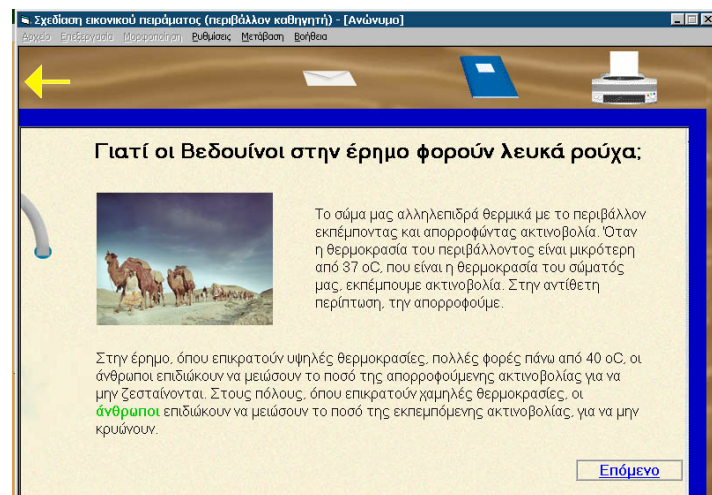 Σχεδίαση εικονικού πειράματος (περιβάλλον καθηγητή) - [Ανώνυμο]
Αρχείο Επεξεργασία Μορφοποίηση Ρυθμίσεις Μετάβαση Βοήθεια
Γιατί οι Βεδουίνοι στην έρημο φορούν λευκά ρούχα;
Το σώμα μας αλληλεπιδρά θερμικά με το περιβάλλον
εκπέμποντας και απορροφώντας ακτινοβολία. Όταν
η θερμοκρασία του περιβάλλοντος είναι μικρότερη
από 37 oC, που είναι η θερμοκρασία του σώματός
μας, εκπέμπουμε ακτινοβολία. Στην αντίθετη
περίπτωση, την απορροφούμε.
Στην έρημο, όπου επικρατούν υψηλές θερμοκρασίες, πολλές φορές πάνω από 40 oC, οι
άνθρωποι επιδιώκουν να μειώσουν το ποσό της απορροφούμενης ακτινοβολίας για να
μην ζεσταίνονται. Στους πόλους, όπου επικρατούν χαμηλές θερμοκρασίες, οι
άνθρωποι επιδιώκουν να μειώσουν το ποσό της εκπεμπόμενης ακτινοβολίας, για να μην
κρυώνουν.
Επόμενο